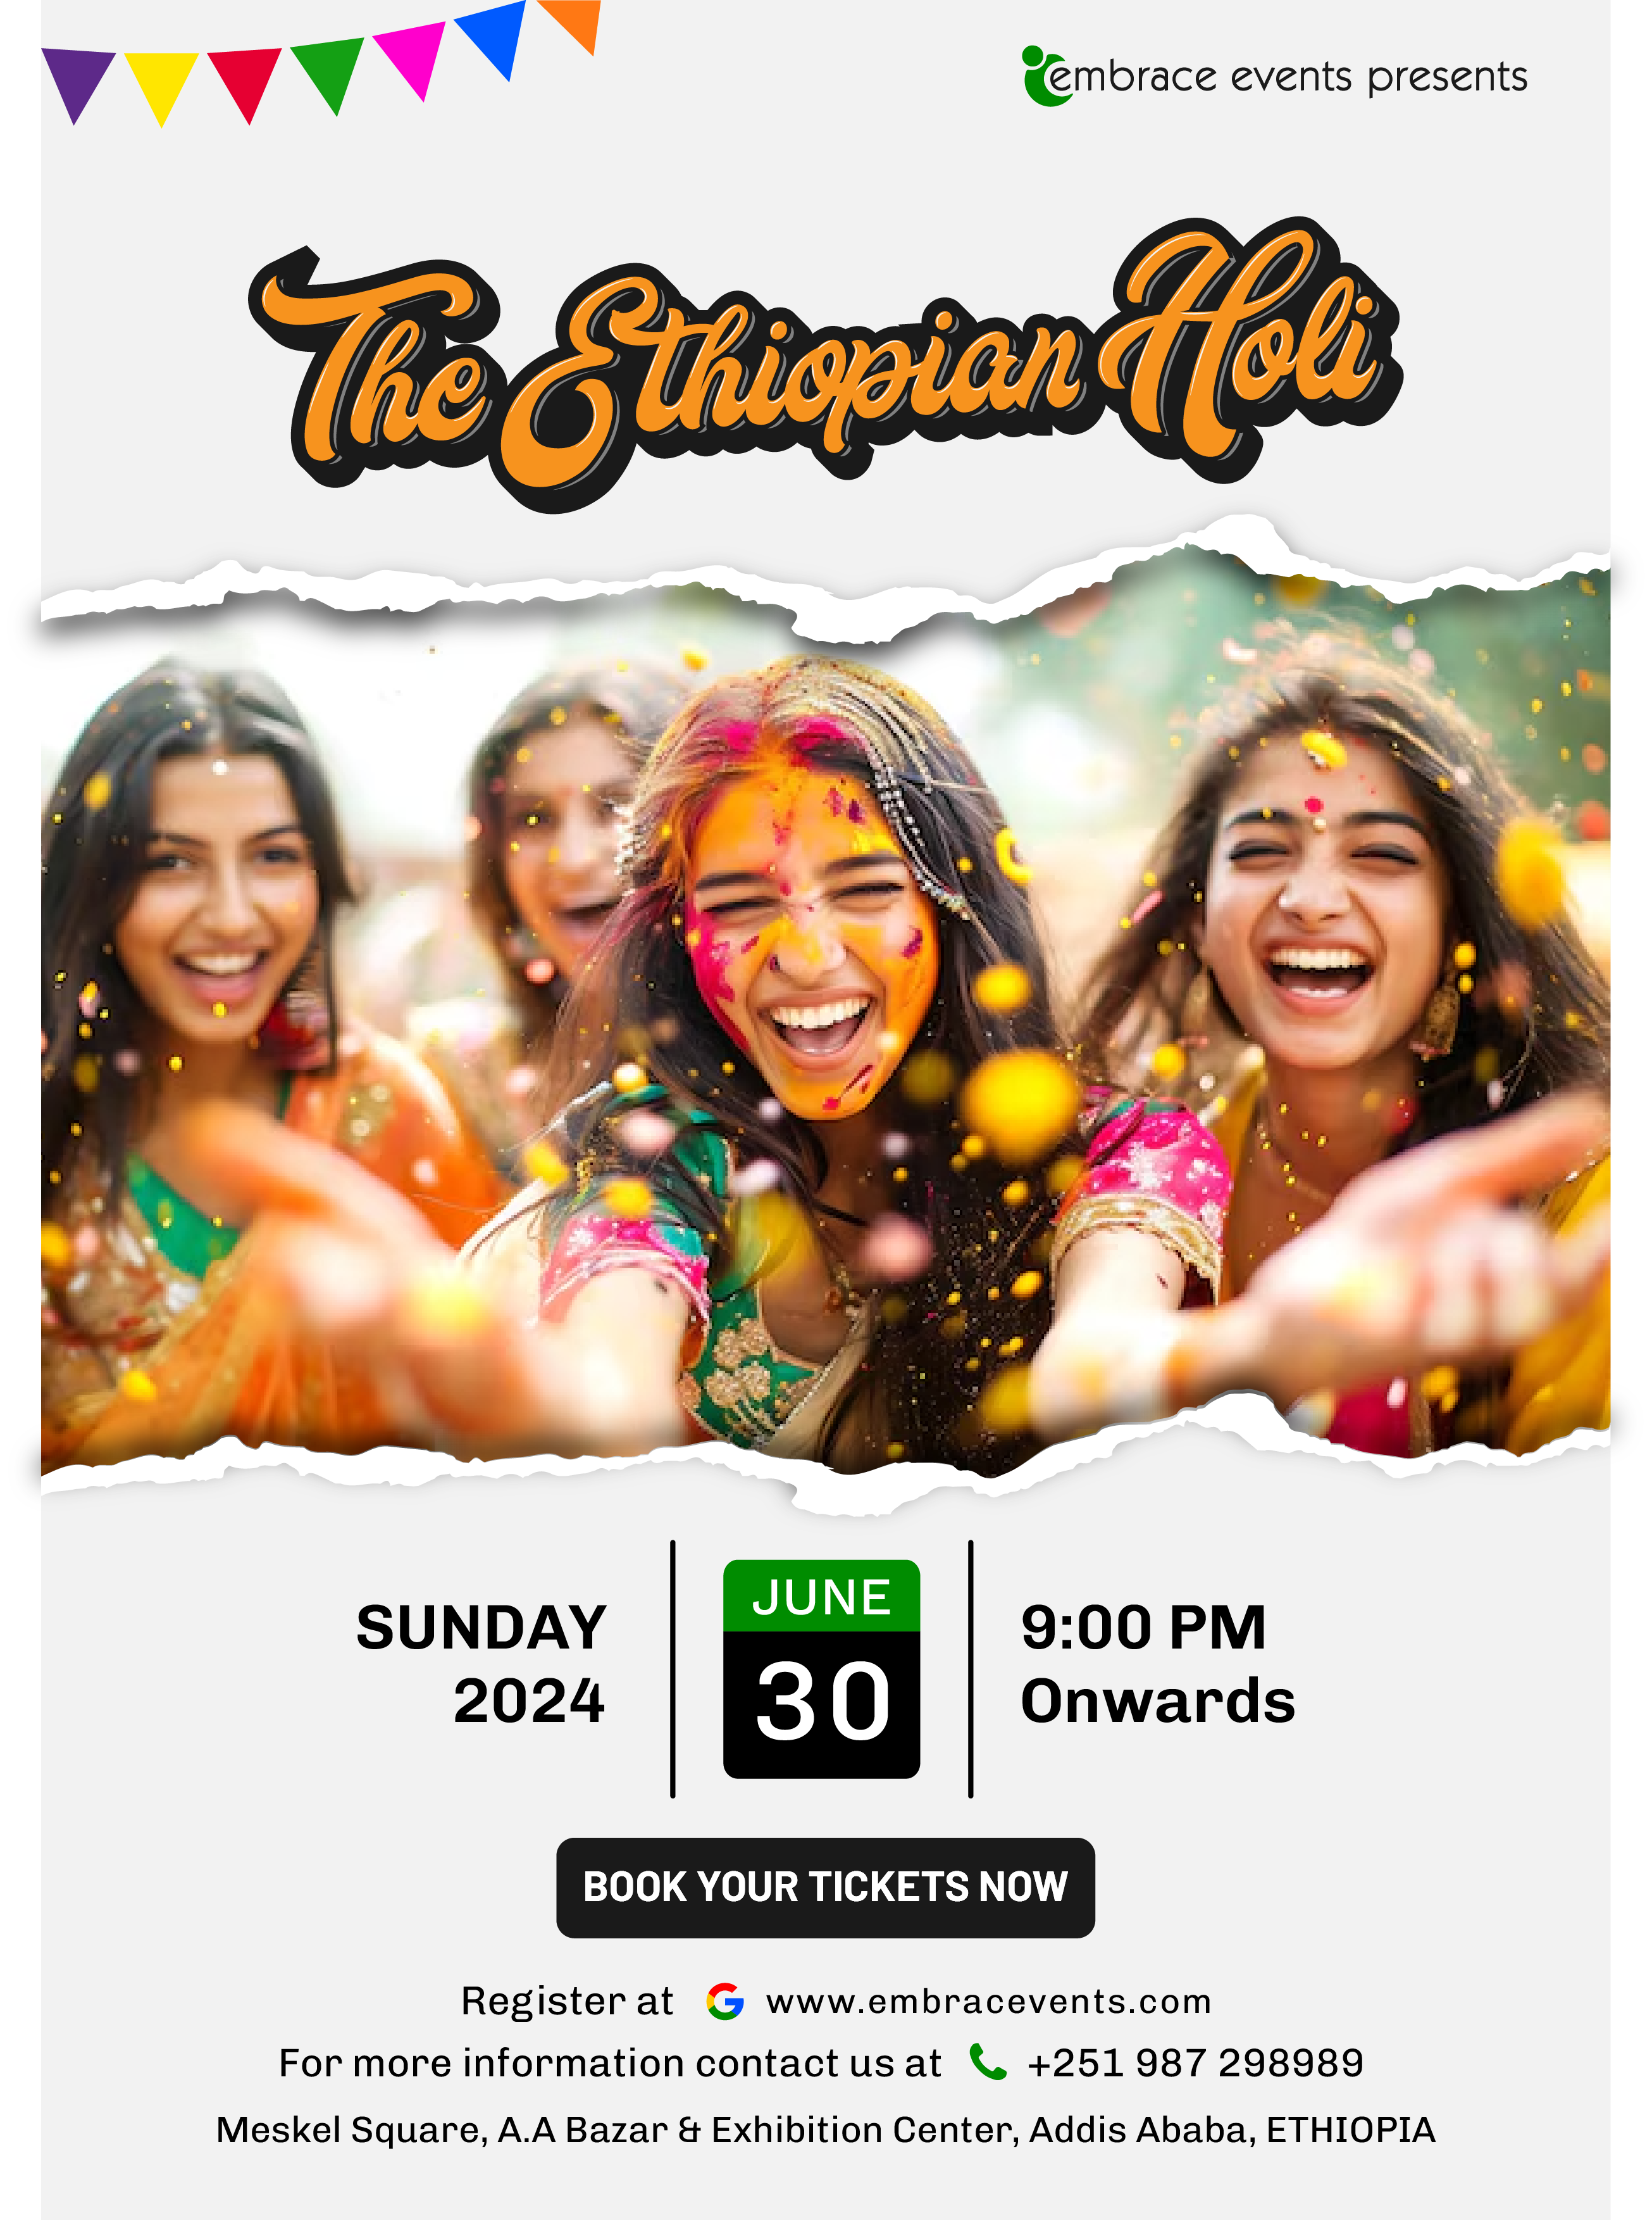 embrace events presents
The Ethiopian Holi
SUNDAY
2024
JUNE
30
9:00 PM
Onwards
BOOK YOUR TICKETS NOW
Register at www.embracevents.com
For more information contact us at +251 987 298989
Meskel Square, A.A Bazar & Exhibition Center, Addis Ababa, ETHIOPIA